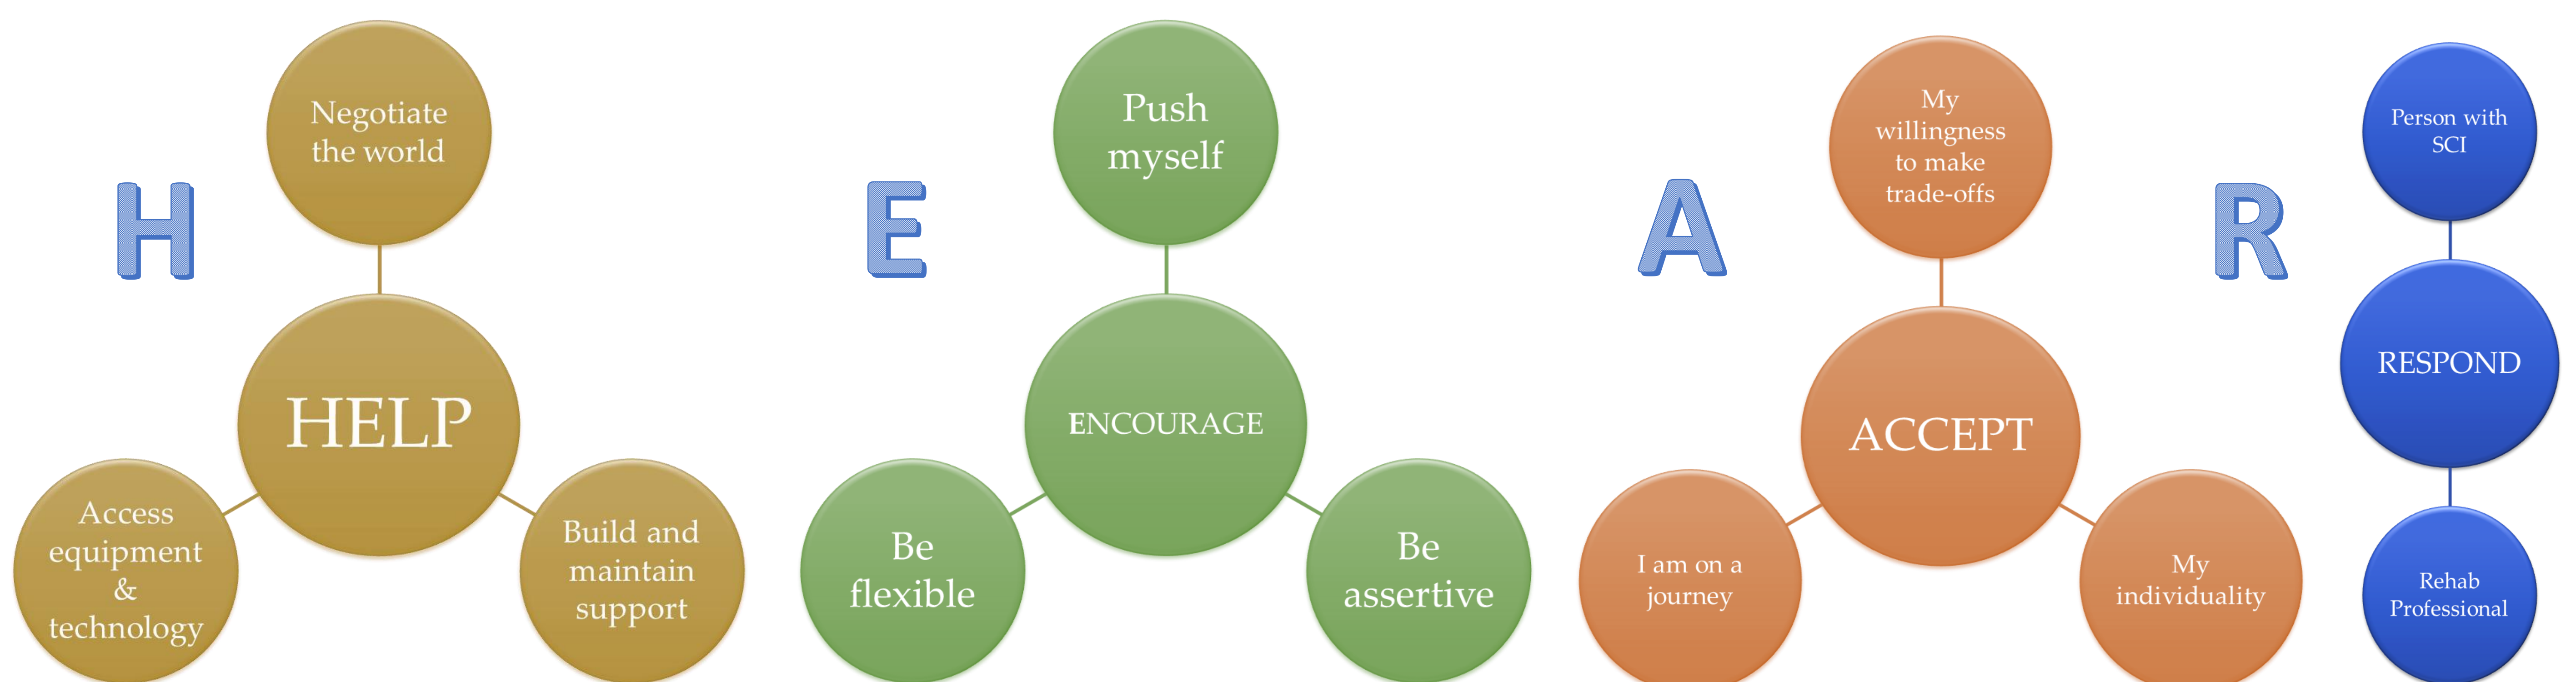 H
Negotiate
the world
HELP
Access
equipment
&
technology
Build and
maintain
support
E
Push
myself
ENCOURAGE
Be
flexible
Be
assertive
A
My
willingness
to make
trade-offs
ACCEPT
I am on a
journey
My
individuality
R
Person with
SCI
RESPOND
Rehab
Professional